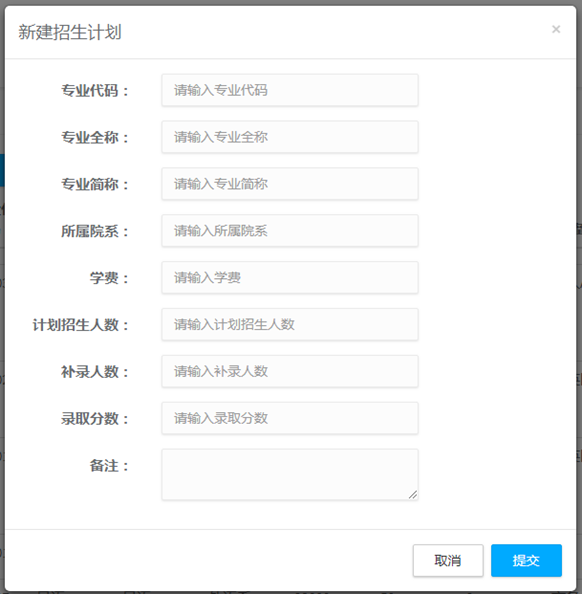 新建招生计划
×
专业代码：
请输入专业代码
专业全称：
请输入专业全称
专业简称：
请输入专业简称
所属院系：
请输入所属院系
学费：
请输入学费
计划招生人数：
请输入计划招生人数
补录人数：
请输入补录人数
录取分数：
请输入录取分数
备注：
取消
提交